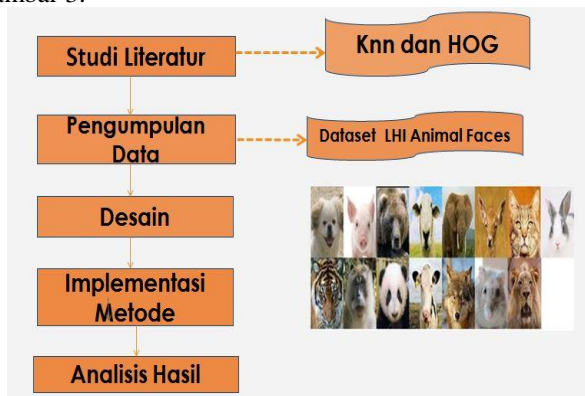 Studi Literatur
Knn dan HOG
Pengumpulan
Data
Dataset LHI Animal Faces
Desain
Implementasi
Metode
Analisis Hasil